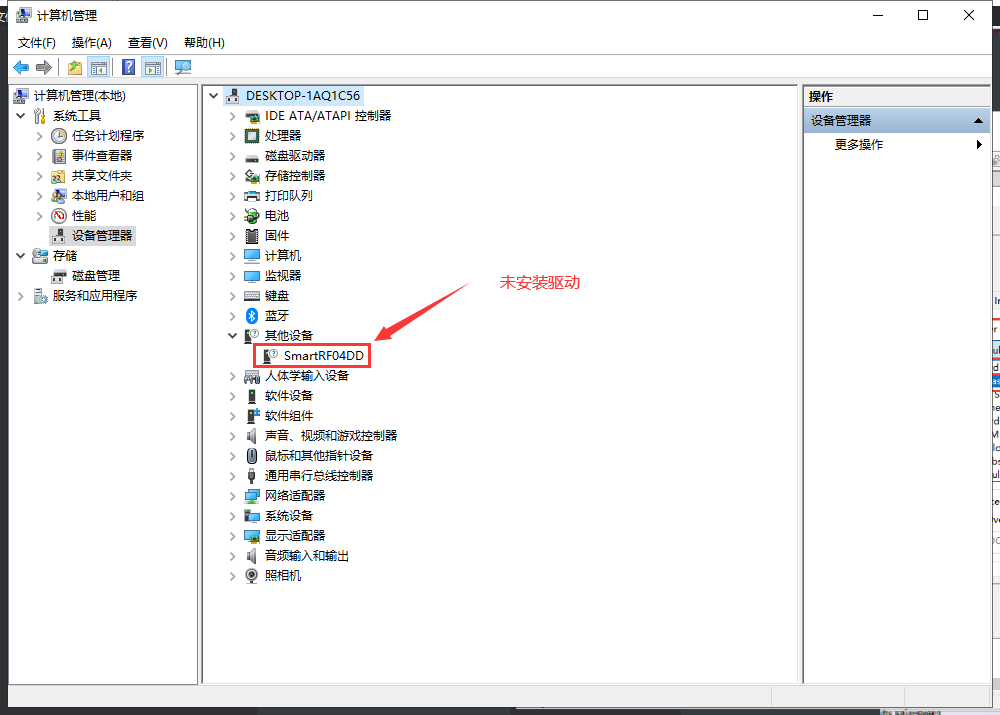 计算机管理
文件(F) 操作(A) 查看(V) 帮助(H)
计算机管理(本地)
系统工具
任务计划程序
事件查看器
共享文件夹
本地用户和组
性能
设备管理器
存储
磁盘管理
服务和应用程序
DESKTOP-1AQ1C56
IDE ATA/ATAPI 控制器
处理器
磁盘驱动器
存储控制器
打印队列
电池
固件
计算机
监视器
键盘
蓝牙
其他设备
SmartRF04DD
人体学输入设备
软件设备
软件组件
声音、视频和游戏控制器
鼠标和其他指针设备
通用串行总线控制器
网络适配器
系统设备
显示适配器
音频输入和输出
照相机
未安装驱动
操作
设备管理器
更多操作